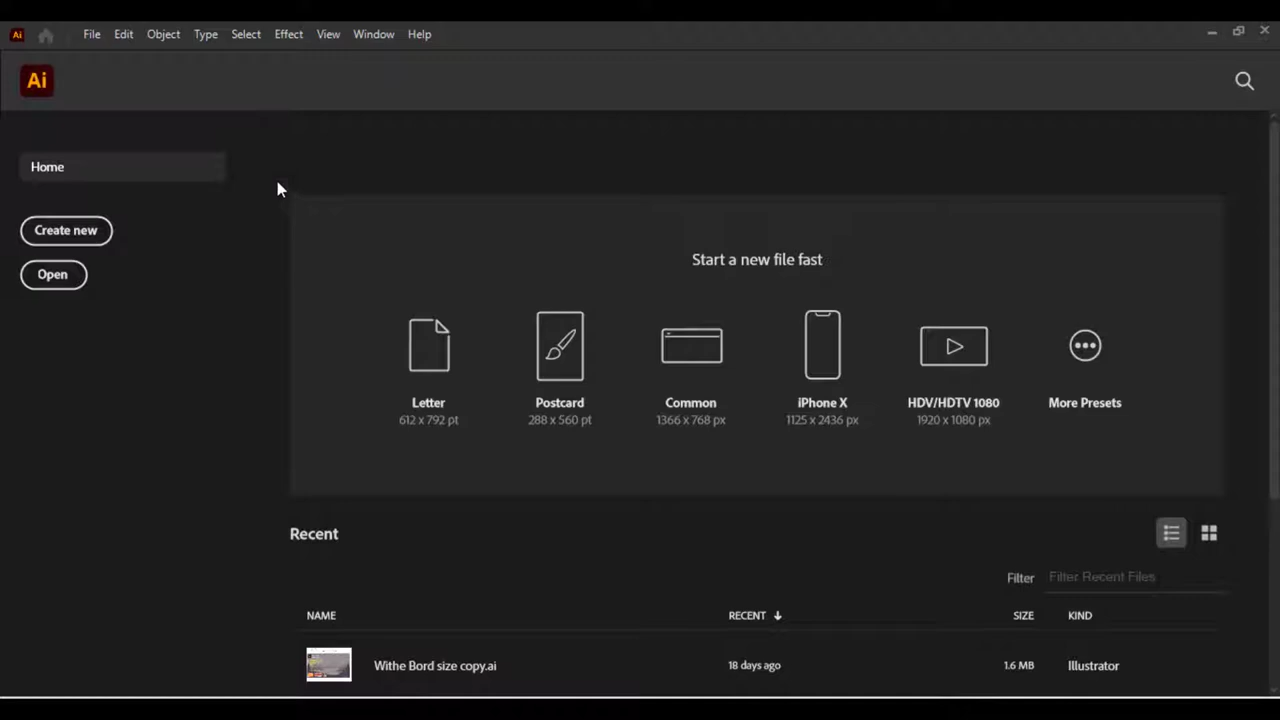 Ai File Edit Object Type Select Effect View Window Help
Ai
Home
Create new
Open
Start a new file fast
Letter Postcard Common iPhone X HDV/HDTV 1080 More Presets
612 x 792 pt 288 x 560 pt 1366 x 768 px 1125 x 2436 px 1920 x 1080 px
Recent
Filter Filter Recent Files
NAME RECENT SIZE KIND
Withe Bord size copy.ai 18 days ago 1.6 MB Illustrator